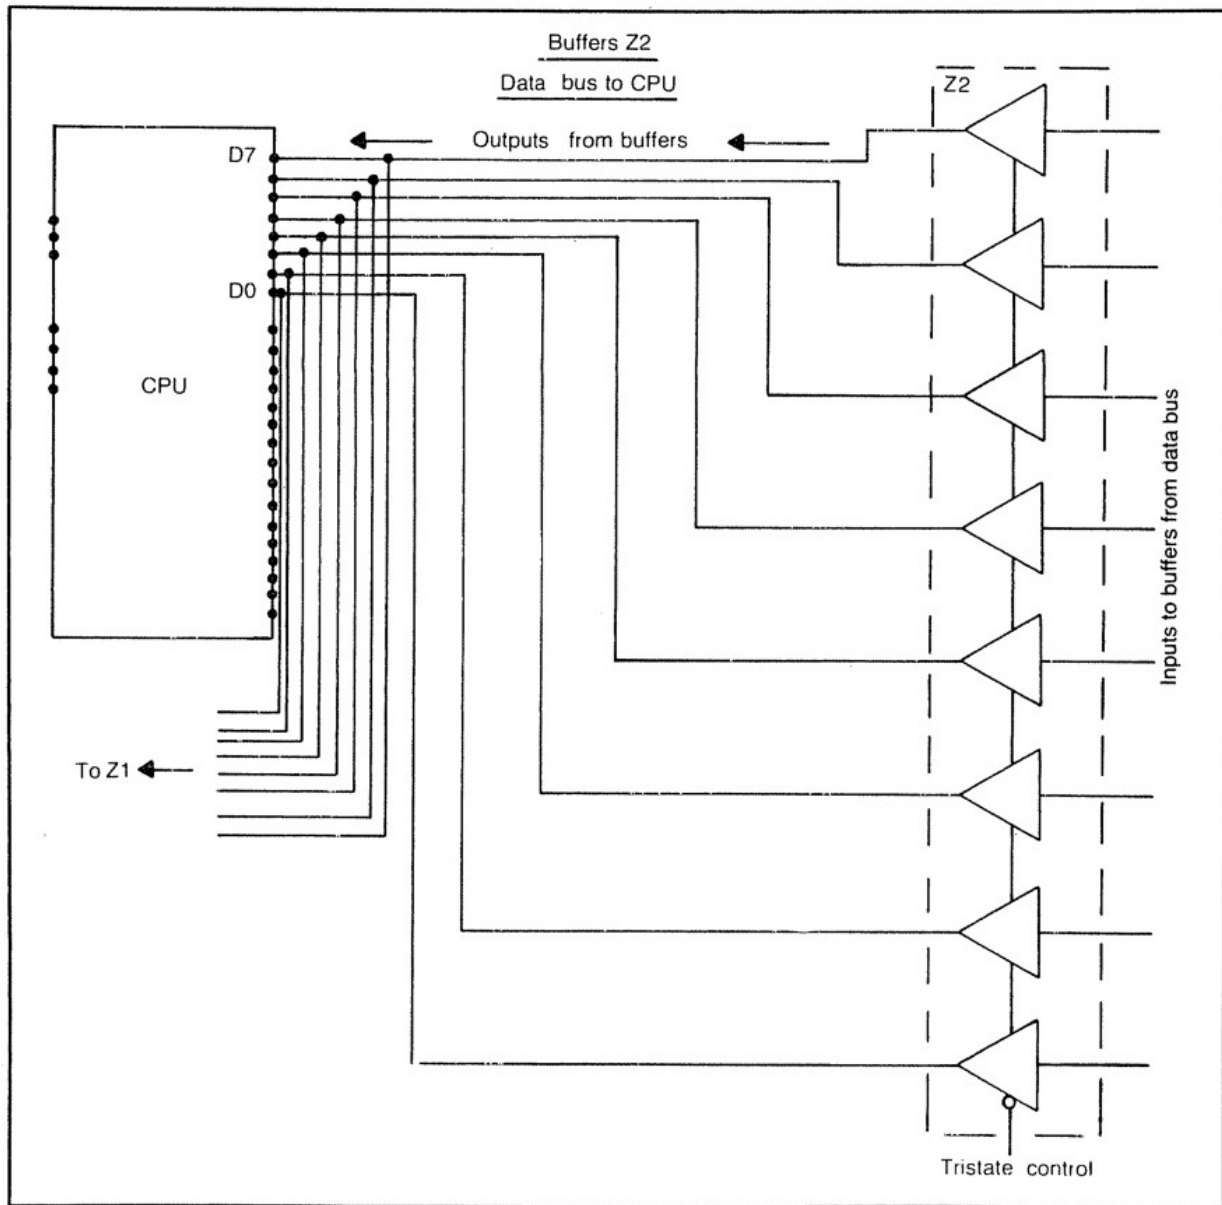 Buffers Z2
Data bus to CPU
Z2
Outputs from buffers
D7
D0
CPU
Inputs to buffers from data bus
To Z1
Tristate control